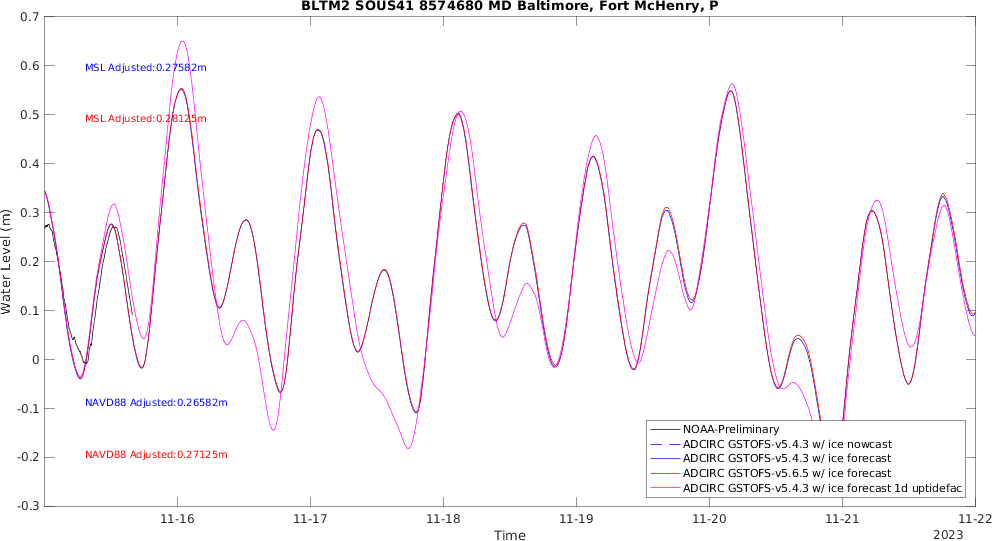 BLTM2 SOUS41 8574680 MD Baltimore, Fort McHenry, P
0.7
0.6
0.5
0.4
0.3
0.2
0.1
0
-0.1
-0.2
-0.3
Water Level (m)
MSL Adjusted:0.27582m
MSL Adjusted:0.28125m
NAVD88 Adjusted:0.26582m
NAVD88 Adjusted:0.27125m
NOAA-Preliminary
ADCIRC GSTOFS-v5.4.3 w/ ice nowcast
ADCIRC GSTOFS-v5.4.3 w/ ice forecast
ADCIRC GSTOFS-v5.6.5 w/ ice forecast
ADCIRC GSTOFS-v5.4.3 w/ ice forecast 1d uptidefac
11-16 11-17 11-18 11-19 11-20 11-21 11-22
Time
2023